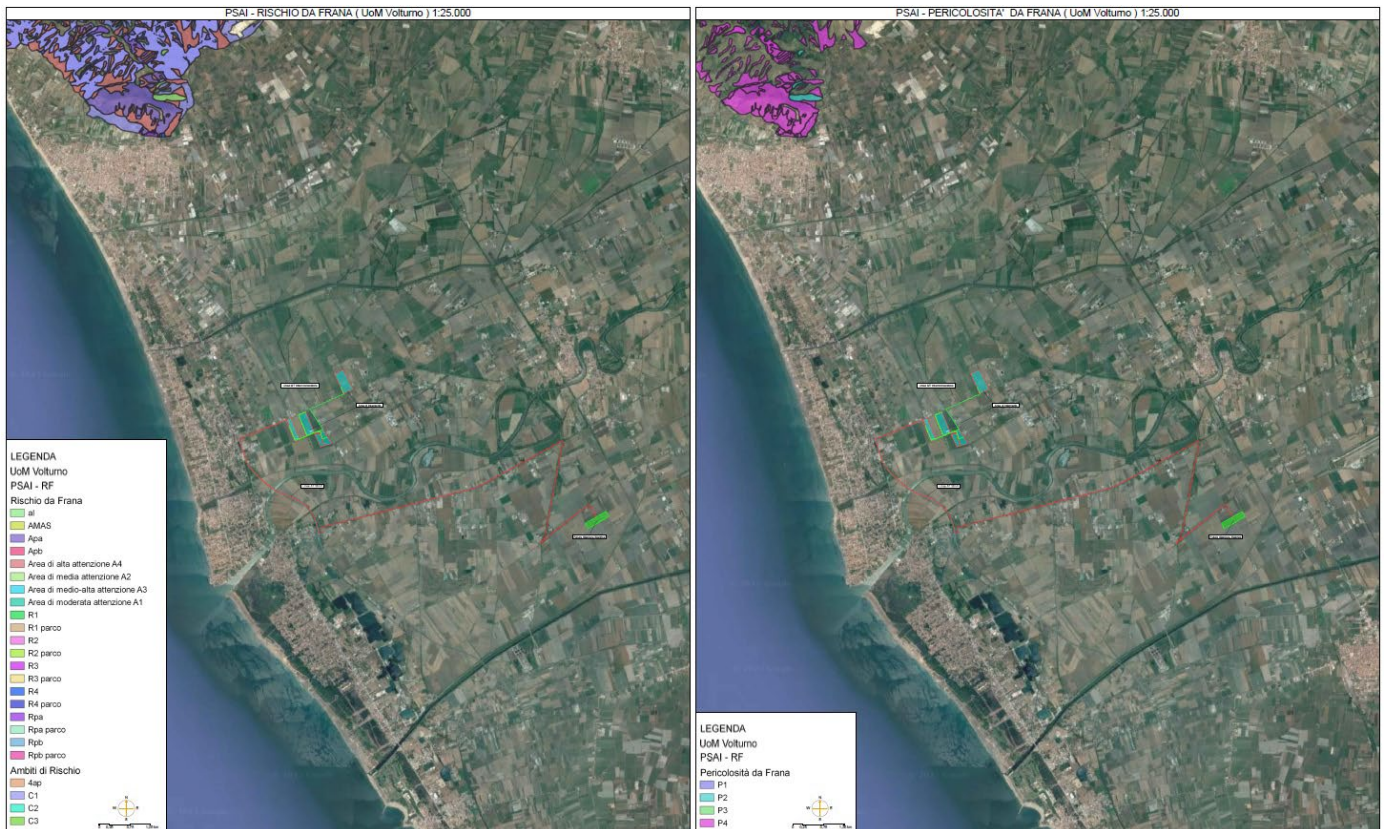 PSAI - RISCHIO DA FRANA ( UoM Volturno ) 1:25.000
LEGENDA
UoM Volturno
PSAI - RF
Rischio da Frana
al
AMAS
Apa
Apb
Area di alta attenzione A4
Area di media attenzione A2
Area di medio-alta attenzione A3
Area di moderata attenzione A1
R1
R1 parco
R2
R2 parco
R3
R3 parco
R4
R4 parco
Rpa
Rpa parco
Rpb
Rpb parco
Ambiti di Rischio
4ap
C1
C2
C3
PSAI - PERICOLOSITA' DA FRANA ( UoM Volturno ) 1:25.000
LEGENDA
UoM Volturno
PSAI - RF
Pericolosità da Frana
P1
P2
P3
P4